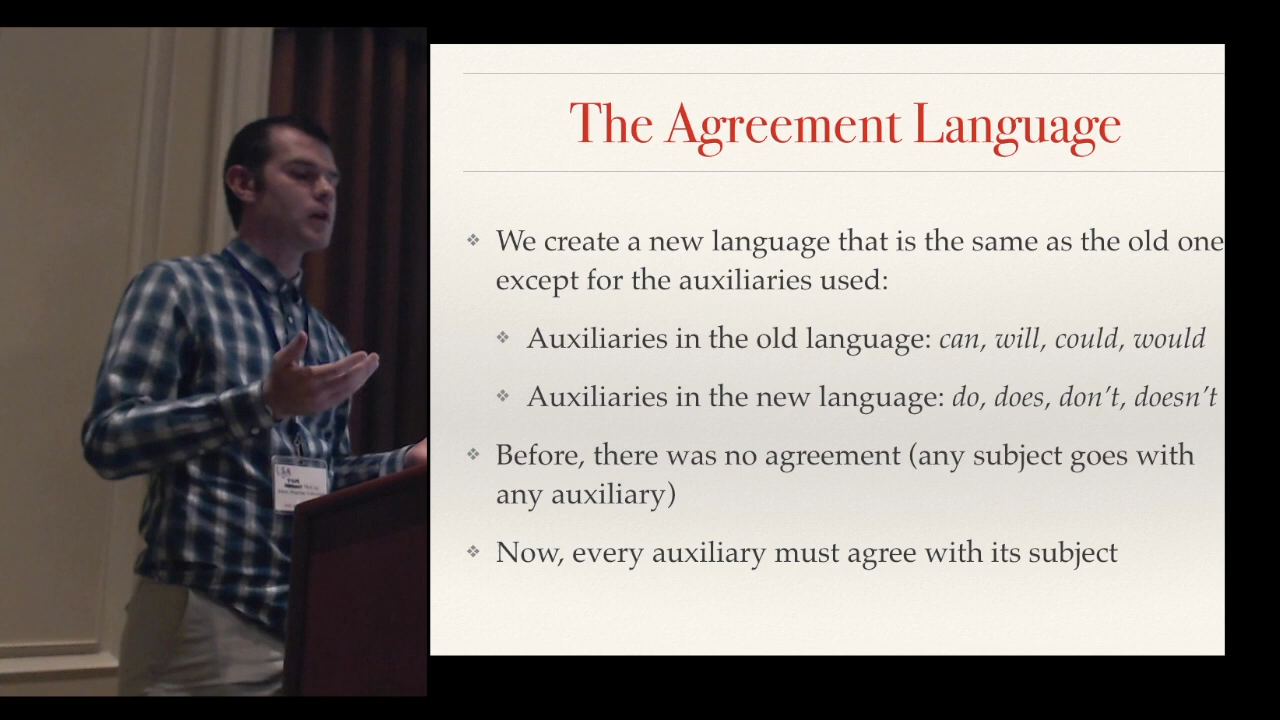 The Agreement Language
❖ We create a new language that is the same as the old one
except for the auxiliaries used:
❖ Auxiliaries in the old language: can, will, could, would
❖ Auxiliaries in the new language: do, does, don't, doesn't
❖ Before, there was no agreement (any subject goes with
any auxiliary)
❖ Now, every auxiliary must agree with its subject
LSA
TOM